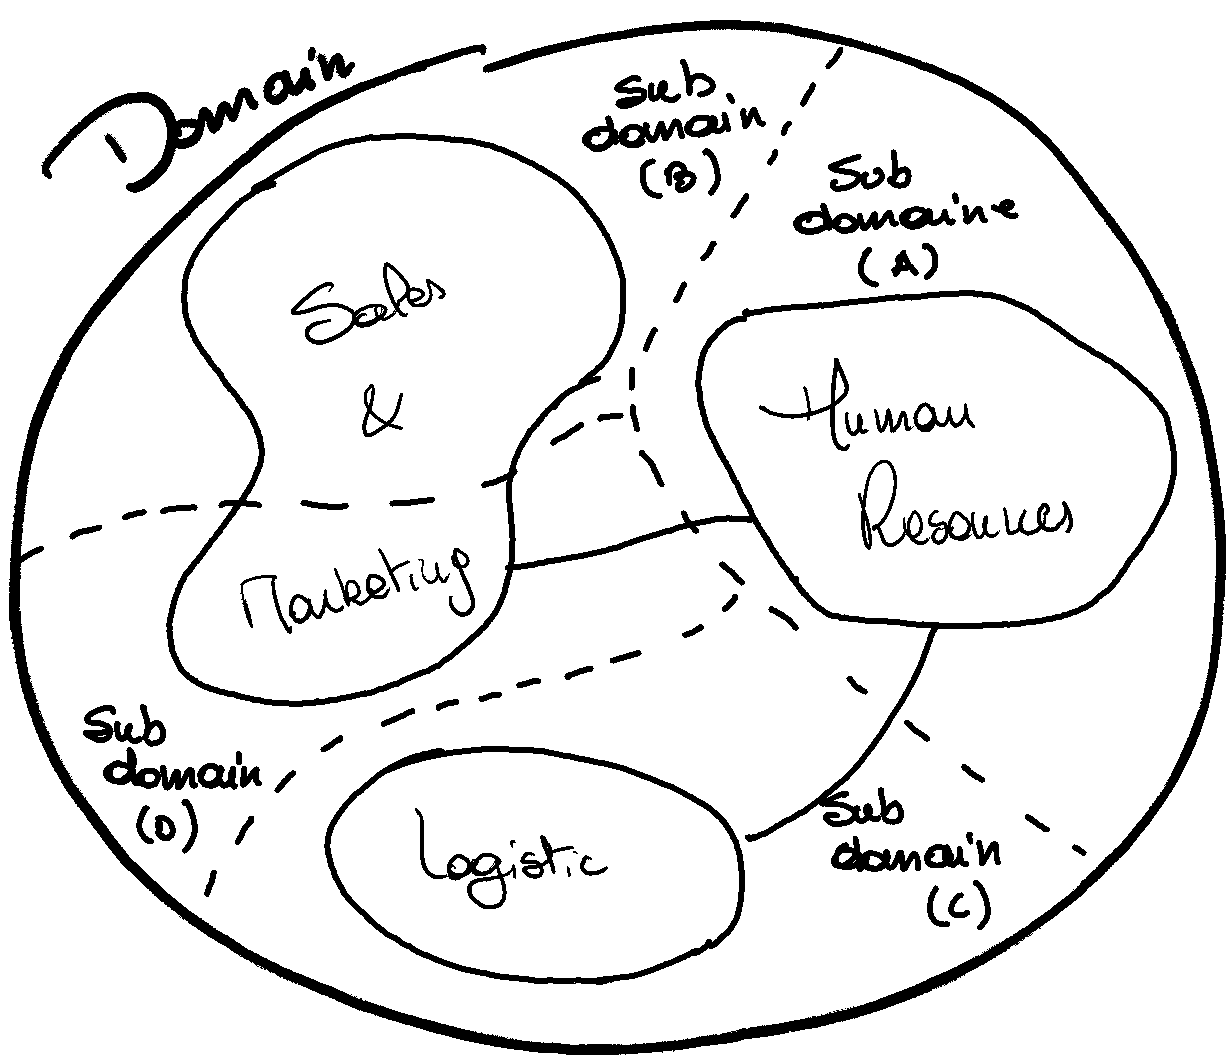 Domain
Sub
domain
(B)
Sub
domaine
(A)
Sales
&
Marketing
Human
Resources
Sub
domain
(D)
Logistic
Sub
domain
(C)